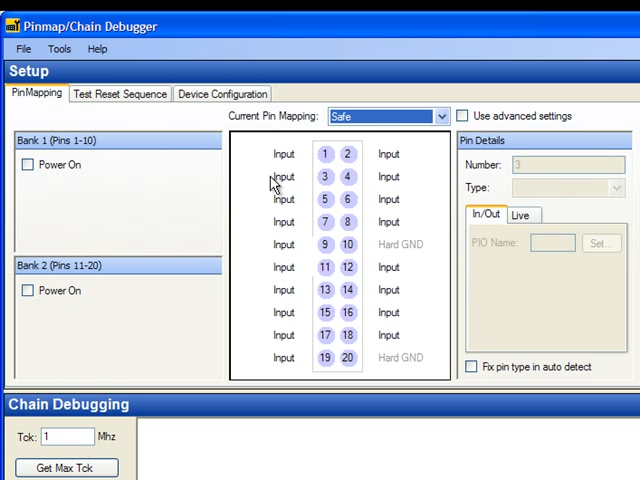 Pinmap/Chain Debugger
File Tools Help
Setup
PinMapping Test Reset Sequence Device Configuration
Current Pin Mapping: Safe Use advanced settings
Bank 1 (Pins 1-10)
Power On
Bank 2 (Pins 11-20)
Power On
Input 1 2 Input
Input 3 4 Input
Input 5 6 Input
Input 7 8 Input
Input 9 10 Hard GND
Input 11 12 Input
Input 13 14 Input
Input 15 16 Input
Input 17 18 Input
Input 19 20 Hard GND
Pin Details
Number: 3
Type:
In/Out Live
PIO Name: Set...
Fix pin type in auto detect
Chain Debugging
Tck: 1 Mhz
Get Max Tck